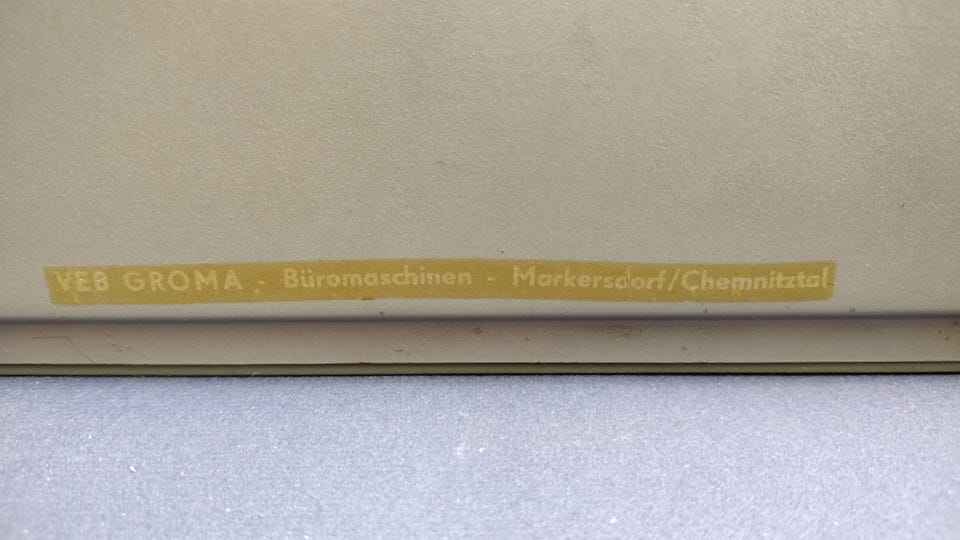 VEB GROMA - Büromaschinen - Markersdorf/Chemnitztal